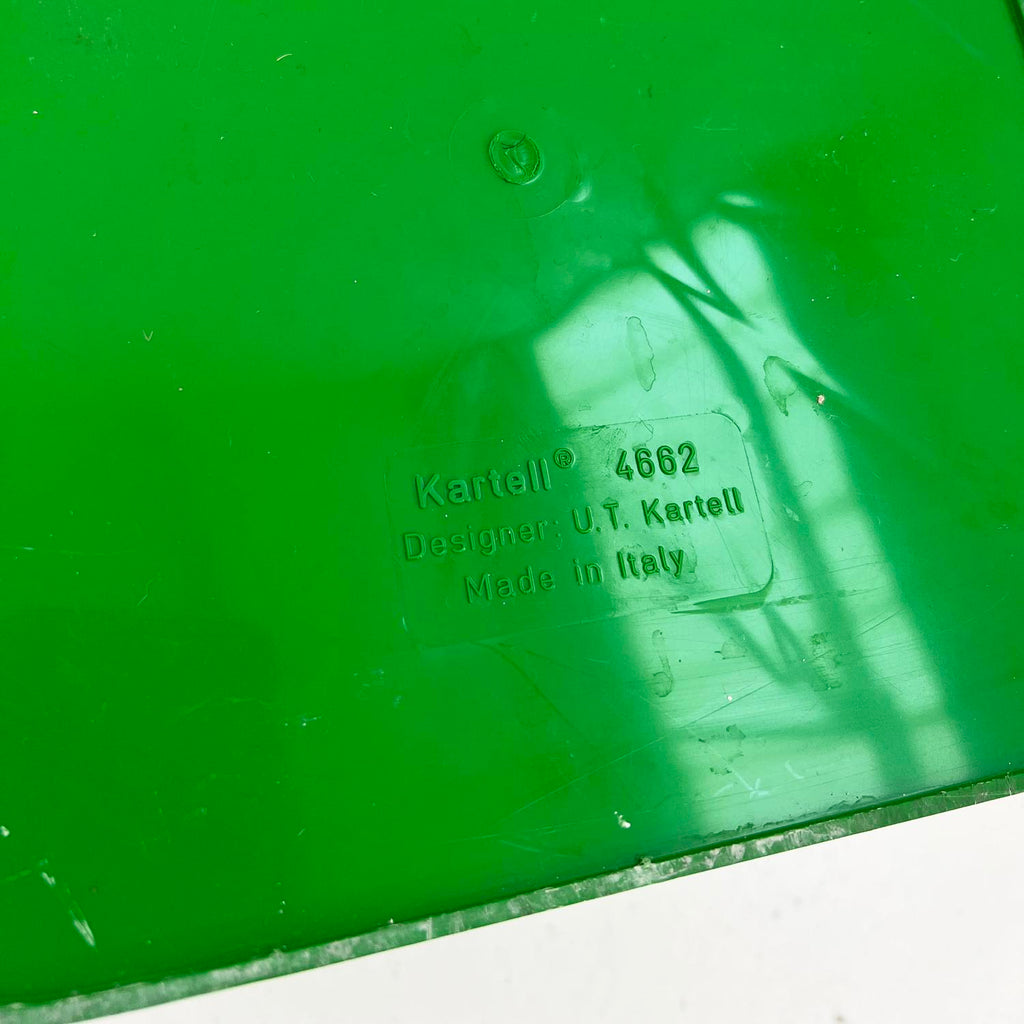 Kartell® 4662
Designer: U.T. Kartell
Made in Italy